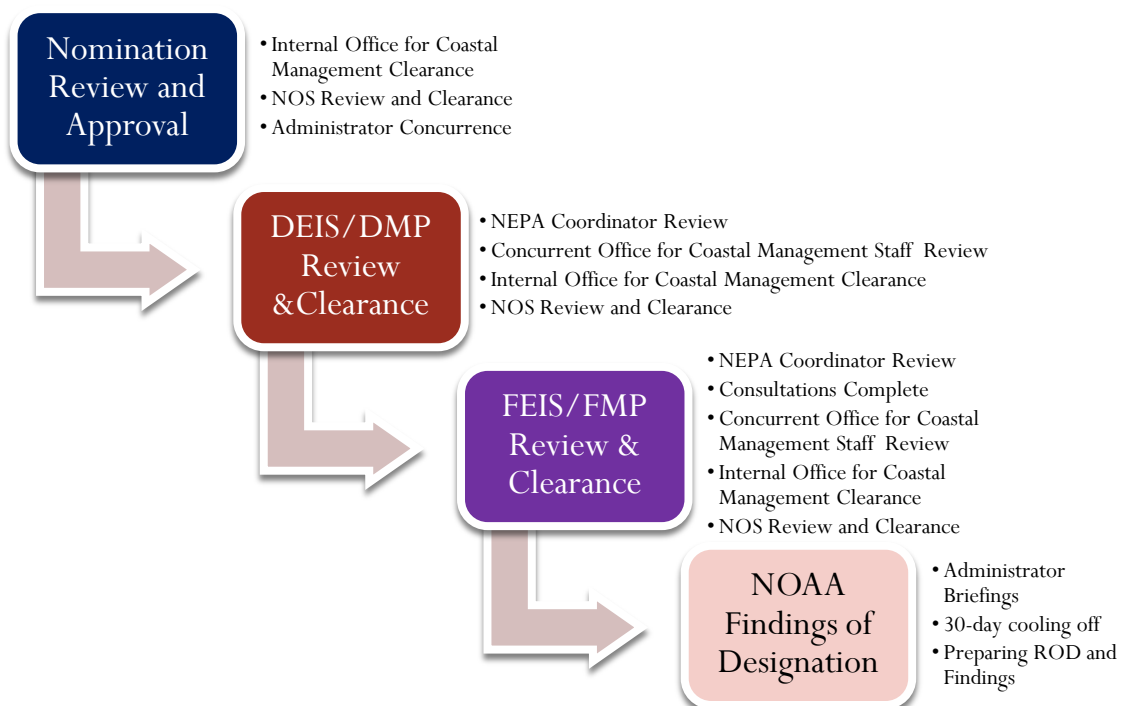 Nomination
Review and
Approval
• Internal Office for Coastal
Management Clearance
• NOS Review and Clearance
• Administrator Concurrence
DEIS/DMP
Review
&Clearance
• NEPA Coordinator Review
• Concurrent Office for Coastal Management Staff Review
• Internal Office for Coastal Management Clearance
• NOS Review and Clearance
FEIS/FMP
Review &
Clearance
• NEPA Coordinator Review
• Consultations Complete
• Concurrent Office for Coastal
Management Staff Review
• Internal Office for Coastal
Management Clearance
• NOS Review and Clearance
NOAA
Findings of
Designation
• Administrator
Briefings
• 30-day cooling off
• Preparing ROD and
Findings